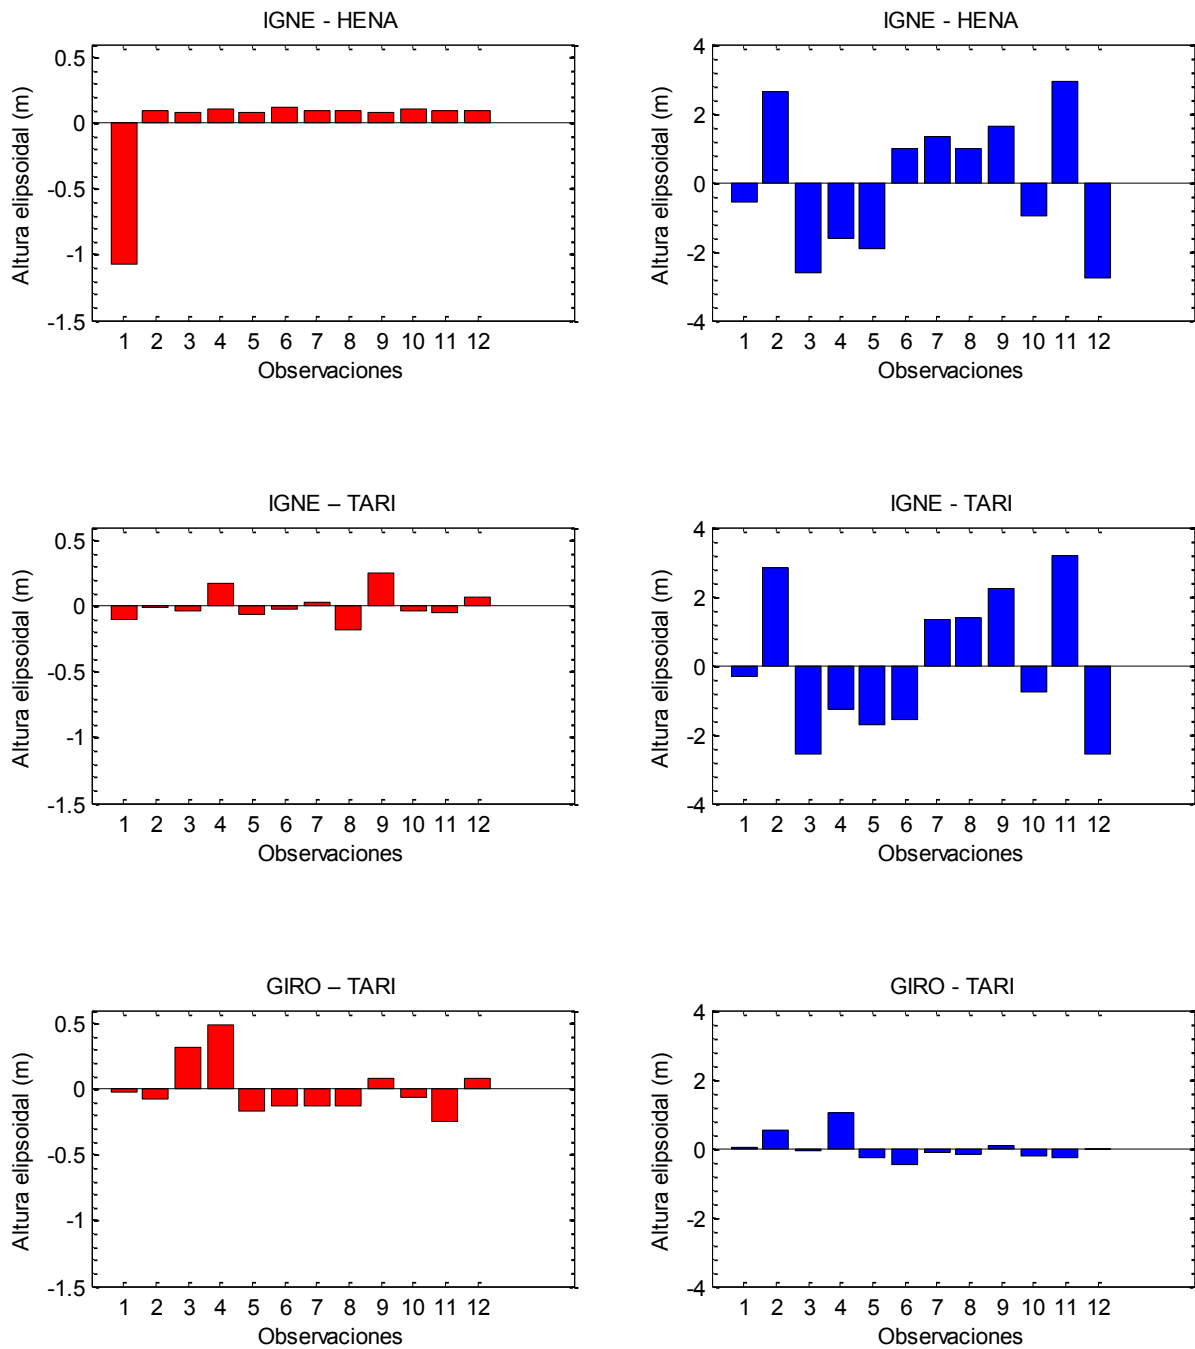 IGNE - HENA
Altura elipsoidal (m)
0.5
0
-0.5
-1
-1.5
1 2 3 4 5 6 7 8 9 10 11 12
Observaciones
IGNE - HENA
Altura elipsoidal (m)
4
2
0
-2
-4
1 2 3 4 5 6 7 8 9 10 11 12
Observaciones
IGNE – TARI
Altura elipsoidal (m)
0.5
0
-0.5
-1
-1.5
1 2 3 4 5 6 7 8 9 10 11 12
Observaciones
IGNE - TARI
Altura elipsoidal (m)
4
2
0
-2
-4
1 2 3 4 5 6 7 8 9 10 11 12
Observaciones
GIRO – TARI
Altura elipsoidal (m)
0.5
0
-0.5
-1
-1.5
1 2 3 4 5 6 7 8 9 10 11 12
Observaciones
GIRO - TARI
Altura elipsoidal (m)
4
2
0
-2
-4
1 2 3 4 5 6 7 8 9 10 11 12
Observaciones